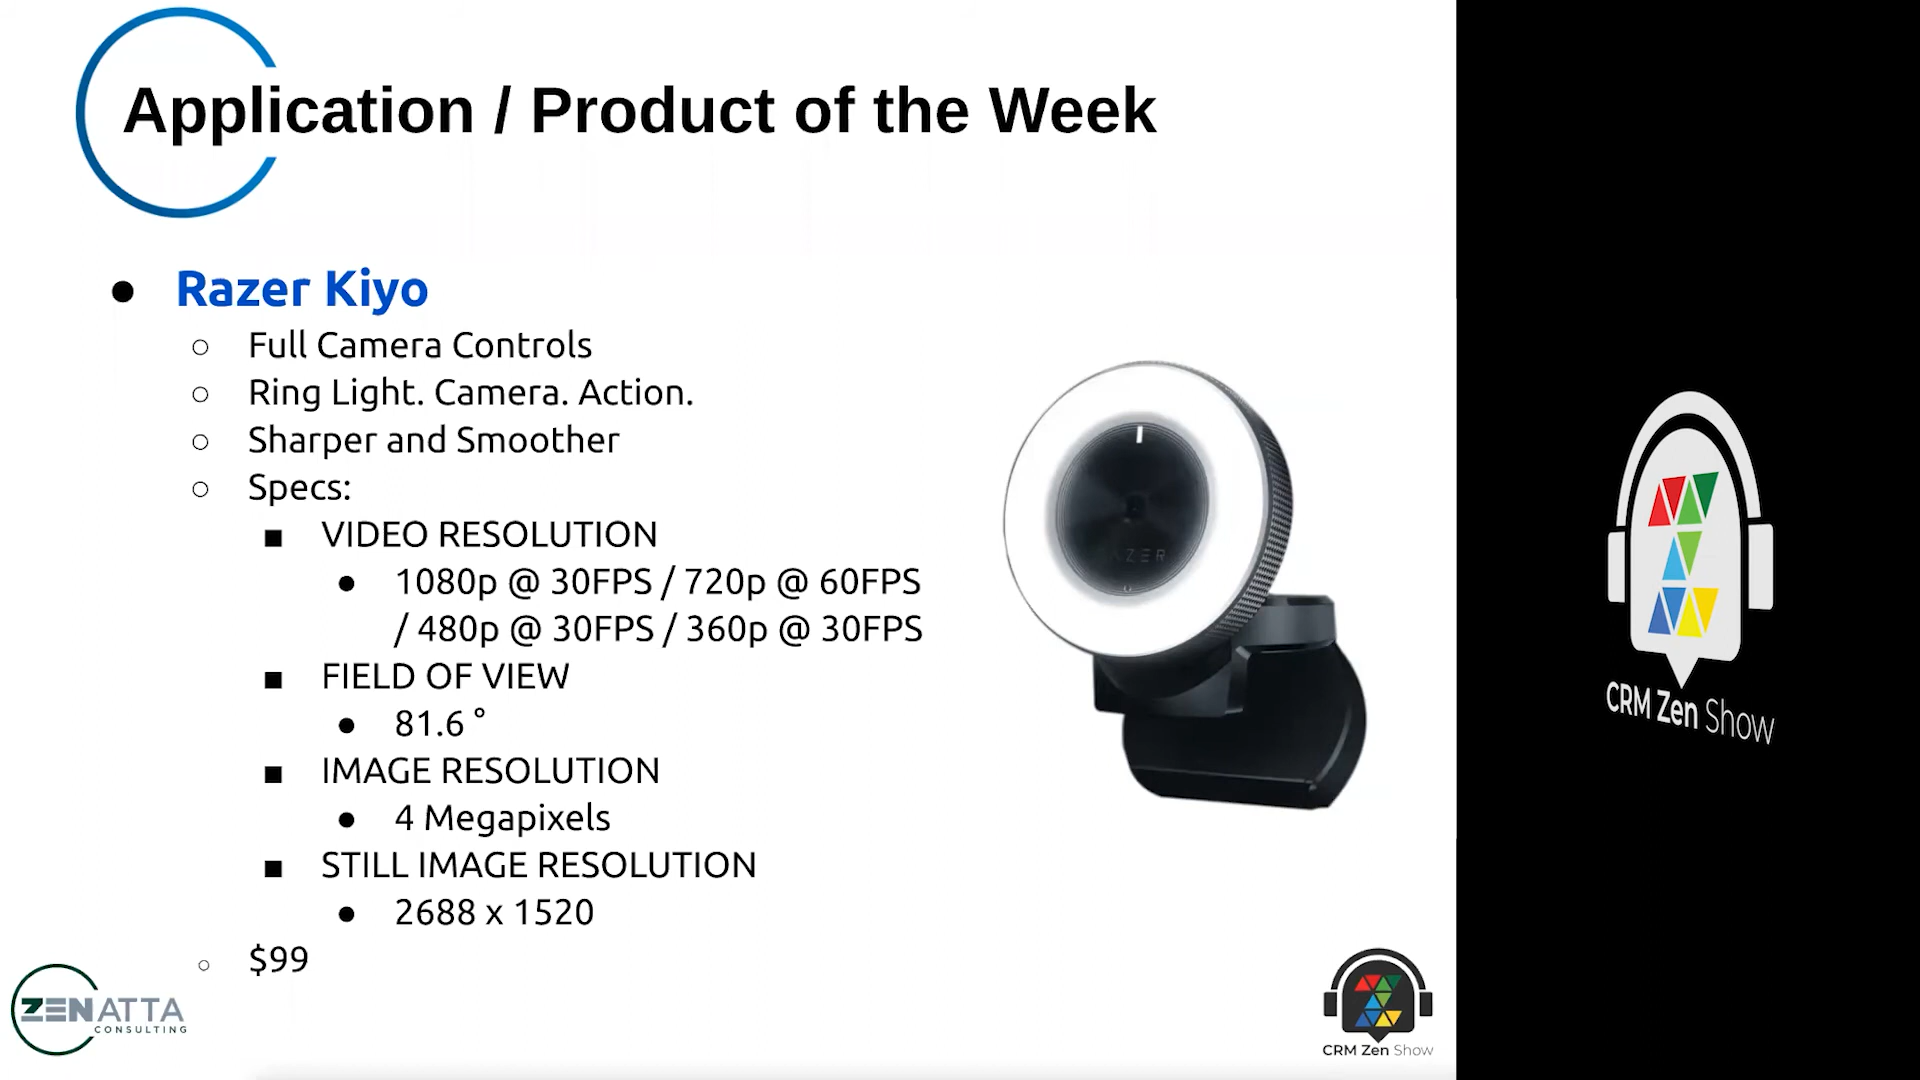 Application / Product of the Week
● Razer Kiyo
○ Full Camera Controls
○ Ring Light. Camera. Action.
○ Sharper and Smoother
○ Specs:
■ VIDEO RESOLUTION
● 1080p @ 30FPS / 720p @ 60FPS
/ 480p @ 30FPS / 360p @ 30FPS
■ FIELD OF VIEW
● 81.6 °
■ IMAGE RESOLUTION
● 4 Megapixels
■ STILL IMAGE RESOLUTION
● 2688 x 1520
○ $99
ZENATTA
CONSULTING
CRM Zen Show
CRM Zen Show